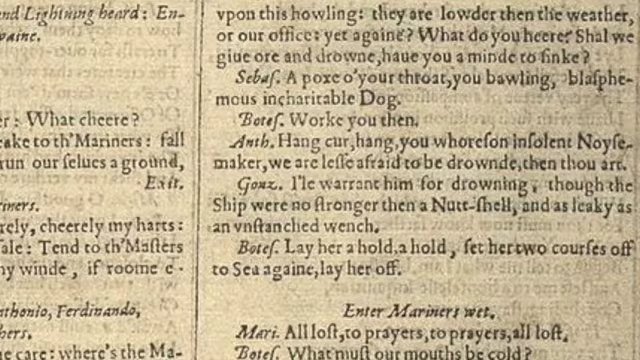 nd Lightning heard: En-
waine.
er: What cheere?
eake to th'Mariners: fall
run our ſelues a ground,
Exit.
riners.
rely, cheerely my harts:
ale: Tend to th'Maſters
hy winde, if roome e-
nthonio, Ferdinando,
hers.
e care: where's the Ma-
vpon this howling: they are lowder then the weather,
or our office: yet againe? What do you heere? Shal we
giue ore and drowne, haue you a minde to ſinke?
Sebaſ. A poxe o'your throat, you bawling, blaſphe-
mous incharitable Dog.
Boteſ. Worke you then.
Anth. Hang cur, hang, you whoreſon inſolent Noyſe-
maker, we are leſſe afraid to be drownde, then thou art.
Gonz. I'le warrant him for drowning, though the
Ship were no ſtronger then a Nutt-ſhell, and as leaky as
an vnſtanched wench.
Boteſ. Lay her a hold, a hold, ſet her two courſes off
to Sea againe, lay her off.
Enter Mariners wet.
Mari. All loſt, to prayers, to prayers, all loſt.
Boteſ. What muſt our mouths be cold?